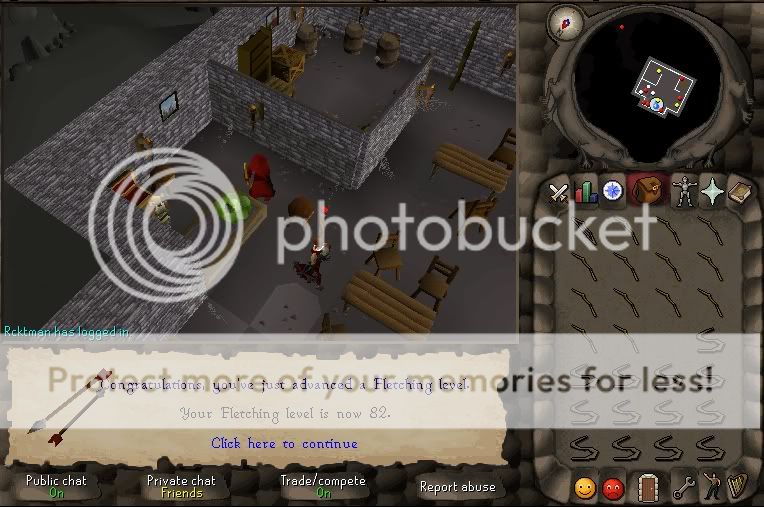 photobucket
Rcktman has logged in.
Protect more of your memories for less!
Congratulations, you've just advanced a Fletching level.
Your Fletching level is now 82.
Click here to continue
Public chat
On
Private chat
Friends
Trade/compete
On
Report abuse